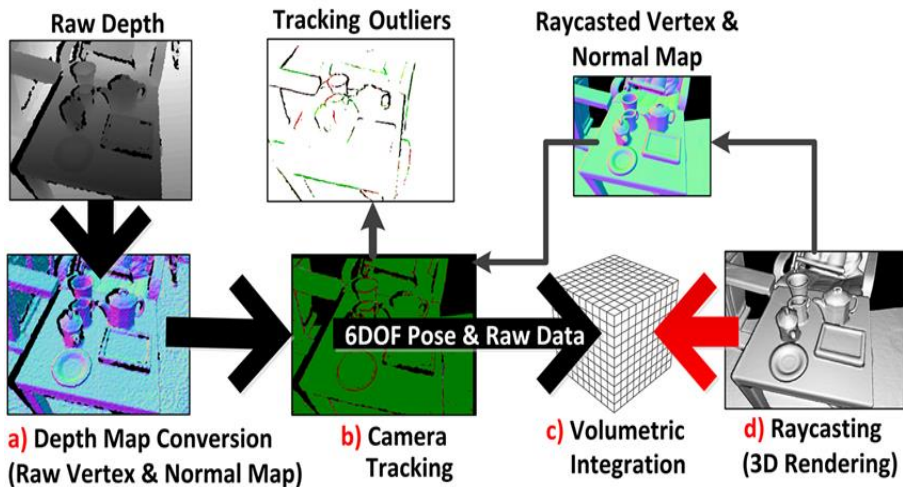 Raw Depth
Tracking Outliers
Raycasted Vertex &
Normal Map
6DOF Pose & Raw Data
a) Depth Map Conversion
(Raw Vertex & Normal Map)
b) Camera
Tracking
c) Volumetric
Integration
d) Raycasting
(3D Rendering)